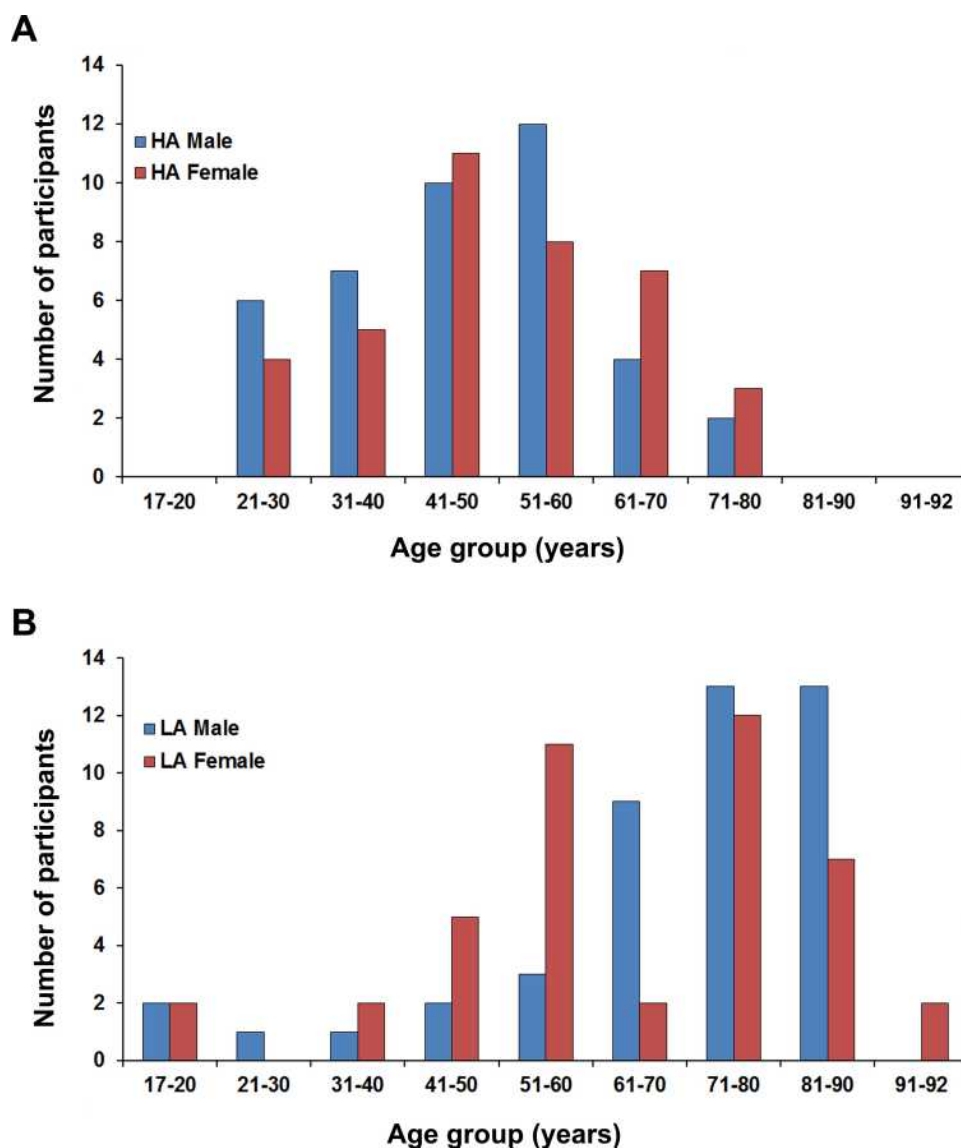 A
14
12
10
8
6
4
2
0
Number of participants
HA Male
HA Female
17-20 21-30 31-40 41-50 51-60 61-70 71-80 81-90 91-92
Age group (years)
B
14
12
10
8
6
4
2
0
Number of participants
LA Male
LA Female
17-20 21-30 31-40 41-50 51-60 61-70 71-80 81-90 91-92
Age group (years)